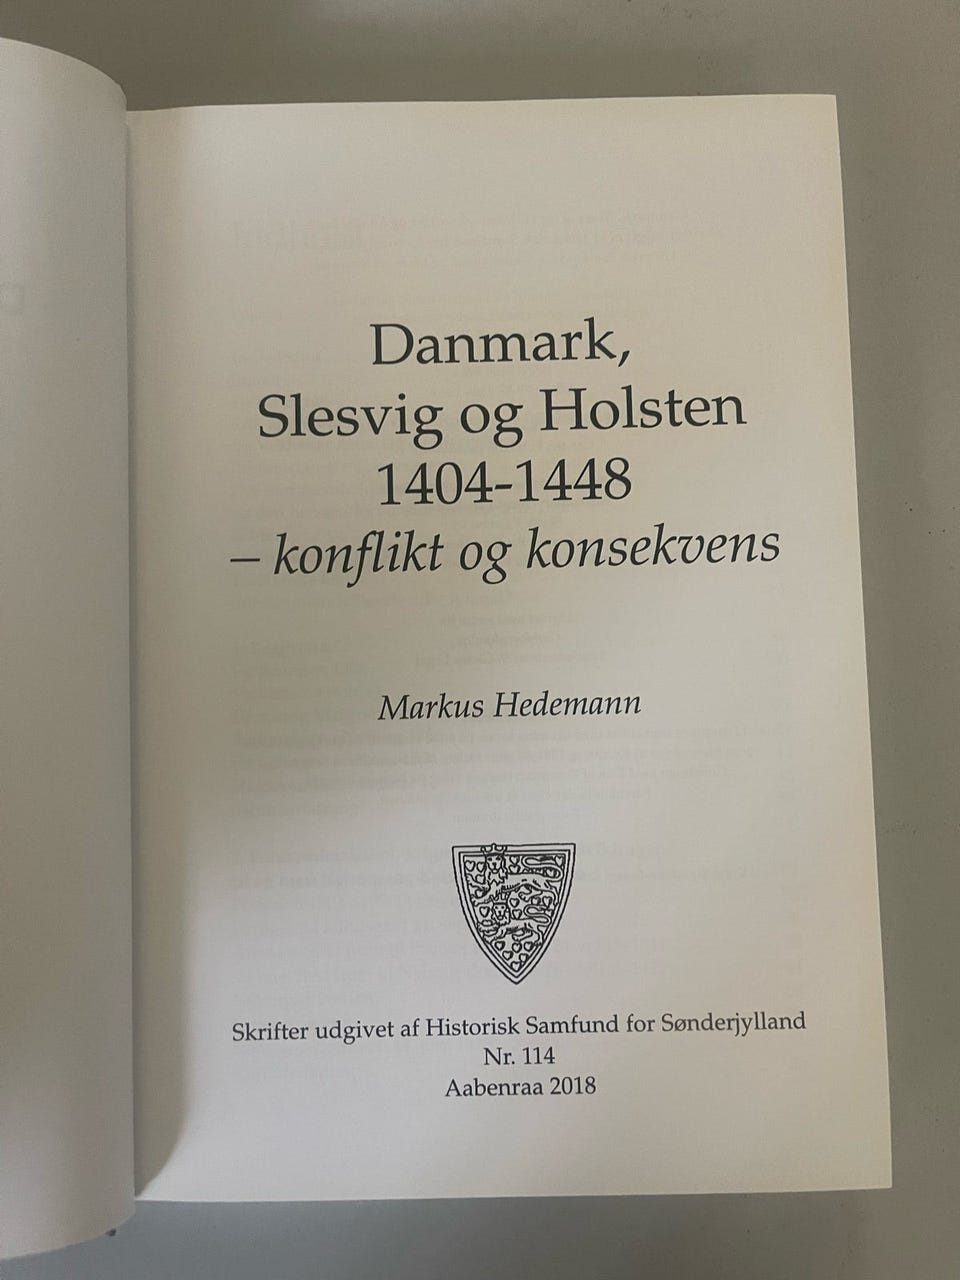 Danmark,
Slesvig og Holsten
1404-1448
– konflikt og konsekvens
Markus Hedemann
Skrifter udgivet af Historisk Samfund for Sønderjylland
Nr. 114
Aabenraa 2018